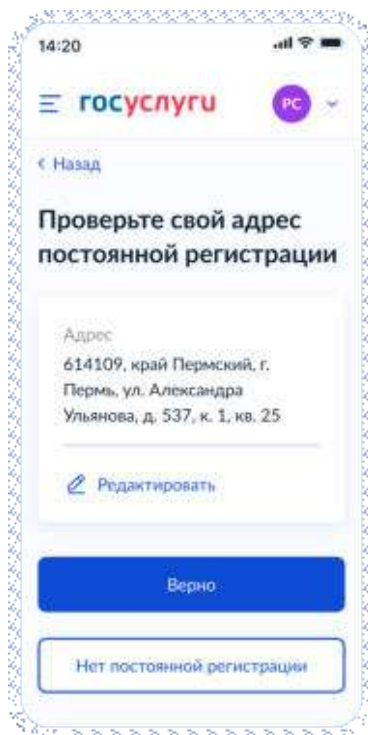 14:20
госуслуги
РС
Назад
Проверьте свой адрес
постоянной регистрации
Адрес
614109, край Пермский, г.
Пермь, ул. Александра
Ульянова, д. 537, к. 1, кв. 25
Редактировать
Верно
Нет постоянной регистрации